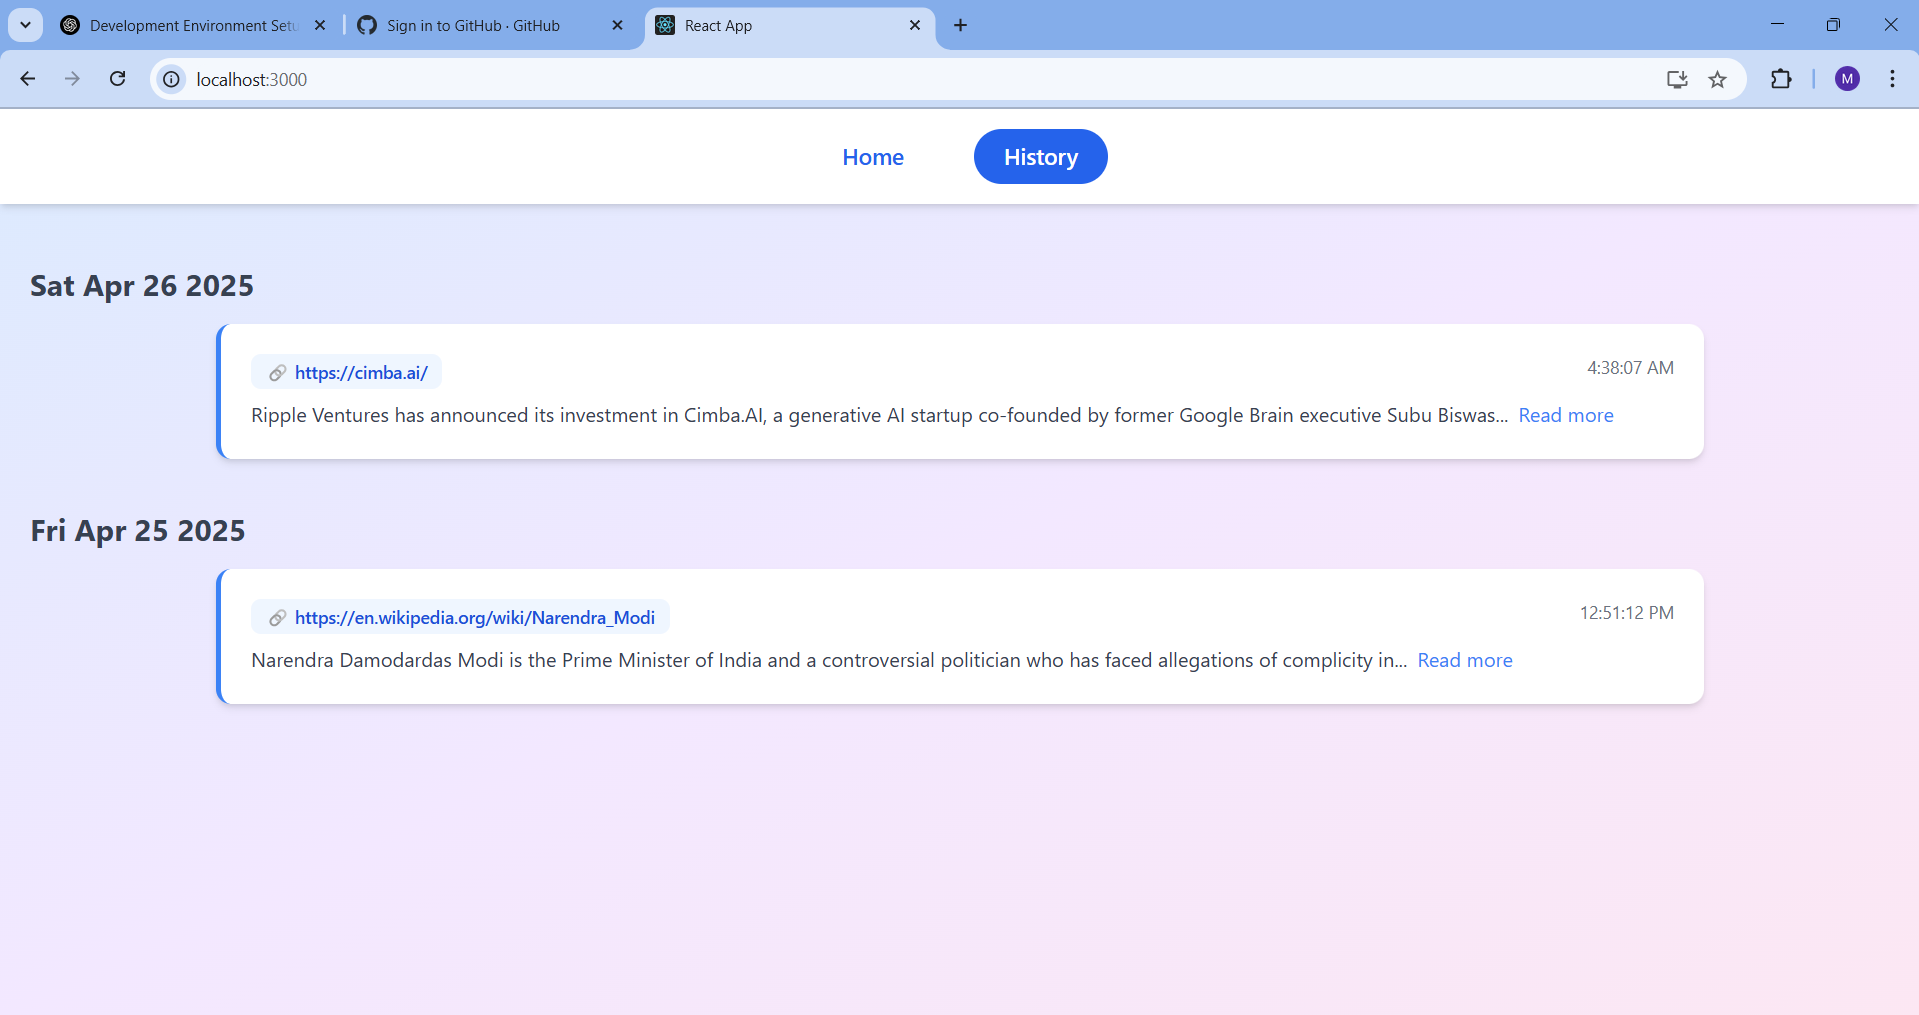 Development Environment Setu
Sign in to GitHub · GitHub
React App
localhost:3000
M
Home
History
Sat Apr 26 2025
https://cimba.ai/
4:38:07 AM
Ripple Ventures has announced its investment in Cimba.AI, a generative AI startup co-founded by former Google Brain executive Subu Biswas... Read more
Fri Apr 25 2025
https://en.wikipedia.org/wiki/Narendra_Modi
12:51:12 PM
Narendra Damodardas Modi is the Prime Minister of India and a controversial politician who has faced allegations of complicity in... Read more